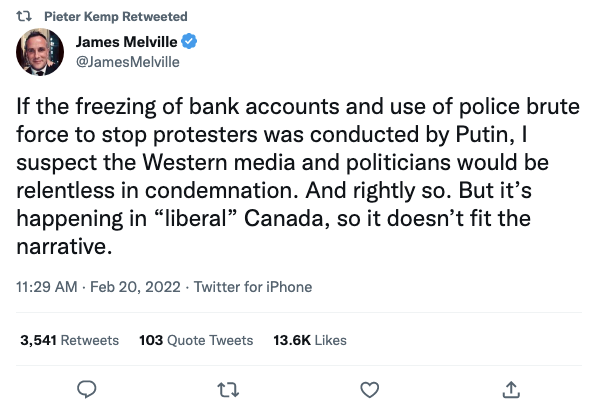 Pieter Kemp Retweeted
James Melville
@JamesMelville
If the freezing of bank accounts and use of police brute
force to stop protesters was conducted by Putin, I
suspect the Western media and politicians would be
relentless in condemnation. And rightly so. But it’s
happening in “liberal” Canada, so it doesn’t fit the
narrative.
11:29 AM · Feb 20, 2022 · Twitter for iPhone
3,541 Retweets 103 Quote Tweets 13.6K Likes